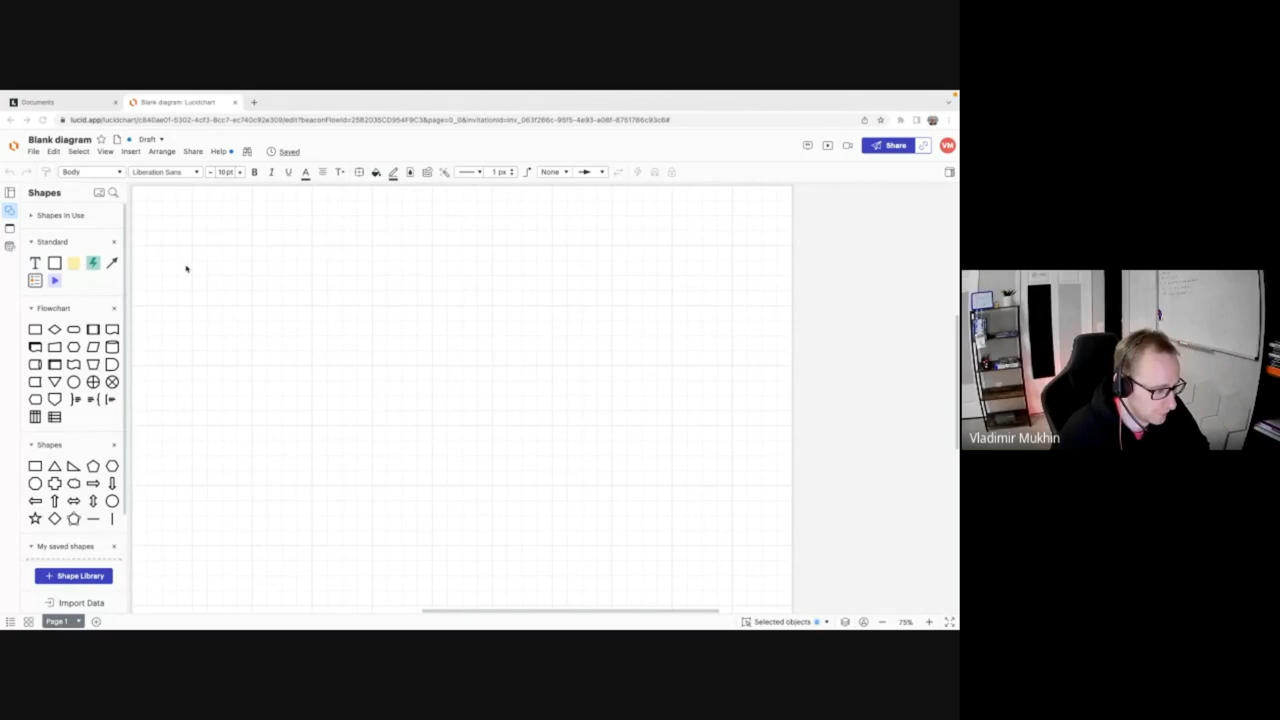 Documents
Blank diagram: Lucidchart
Blank diagram
Draft
File Edit Select View Insert Arrange Share Help
Saved
Share
VM
Body
Liberation Sans
10 pt
B I U A
T
1 px
None
Shapes
Shapes in Use
Standard
T
Flowchart
Shapes
My saved shapes
+ Shape Library
Import Data
Page 1
Selected objects
75%
Vladimir Mukhin